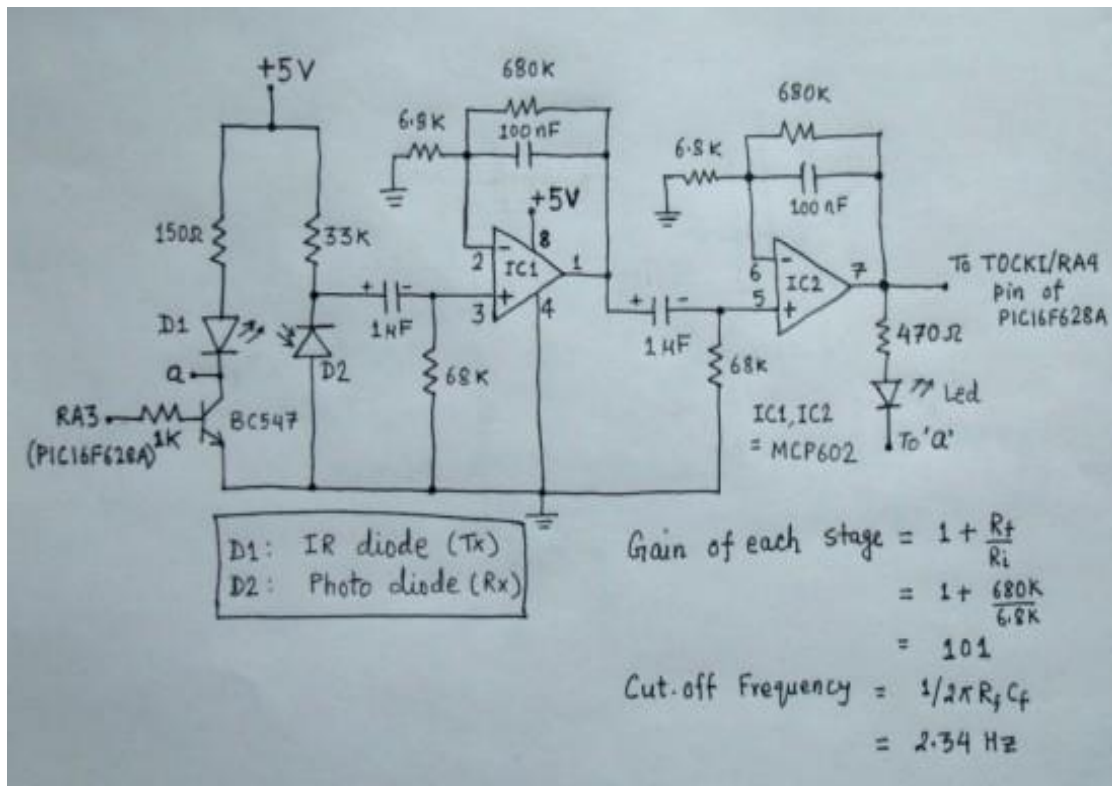 +5V
680K
6.8K
100nF
+5V
150Ω
33K
2
IC1
8
1
3
4
+
-
1µF
D1
D2
a
68K
RA3
(PIC16F628A)
1K
BC547
680K
6.8K
100nF
6
IC2
7
5
+
-
1µF
68K
To TOCKI/RA4
Pin of
PIC16F628A
470Ω
Led
To 'a'
IC1, IC2
= MCP602
D1: IR diode (Tx)
D2: Photo diode (Rx)
Gain of each stage = 1 + Rf/Ri
= 1 + 680K/6.8K
= 101
Cut-off Frequency = 1/2πRfCf
= 2.34 Hz